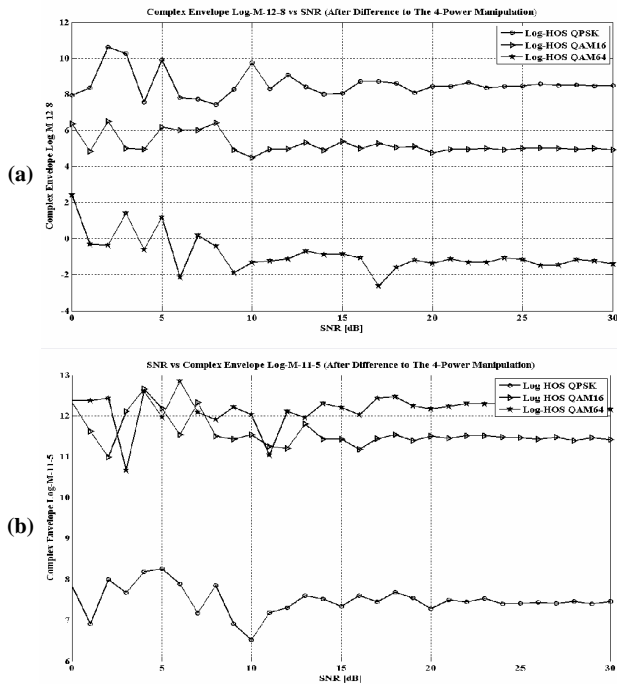 Complex Envelope Log-M-12-8 vs SNR (After Difference to The 4-Power Manipulation)
12
10
8
6
4
2
0
-2
-4
Complex Envelope Log M 12 8
Log-HOS QPSK
Log-HOS QAM16
Log-HOS QAM64
(a)
0
5
10
15
20
25
30
SNR [dB]
SNR vs Complex Envelope Log-M-11-5 (After Difference to The 4-Power Manipulation)
13
12
11
10
9
8
7
6
Complex Envelope Log-M-11-5
Log HOS QPSK
Log HOS QAM16
Log-HOS QAM64
(b)
0
5
10
15
20
25
30
SNR [dB]